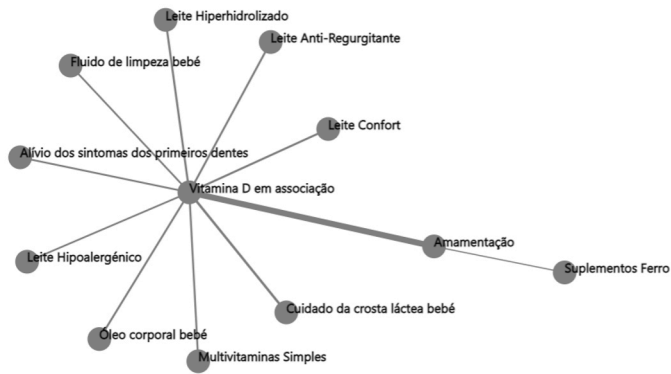 Leite Hiperhidrolizado
Leite Anti-Regurgitante
Fluido de limpeza bebé
Leite Confort
Alívio dos sintomas dos primeiros dentes
Vitamina D em associação
Amamentação
Leite Hipoalergénico
Suplementos Ferro
Cuidado da crosta láctea bebé
Óleo corporal bebé
Multivitaminas Simples